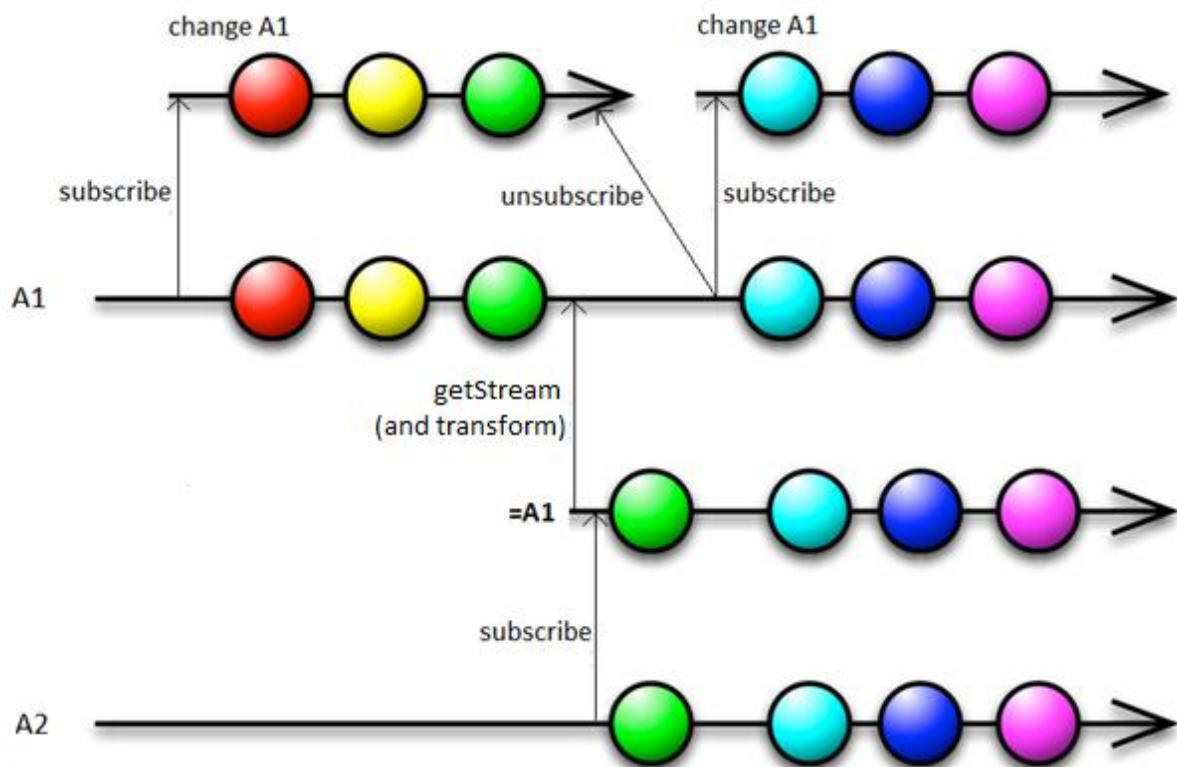 change A1
change A1
subscribe
unsubscribe
subscribe
A1
getStream
(and transform)
=A1
subscribe
A2